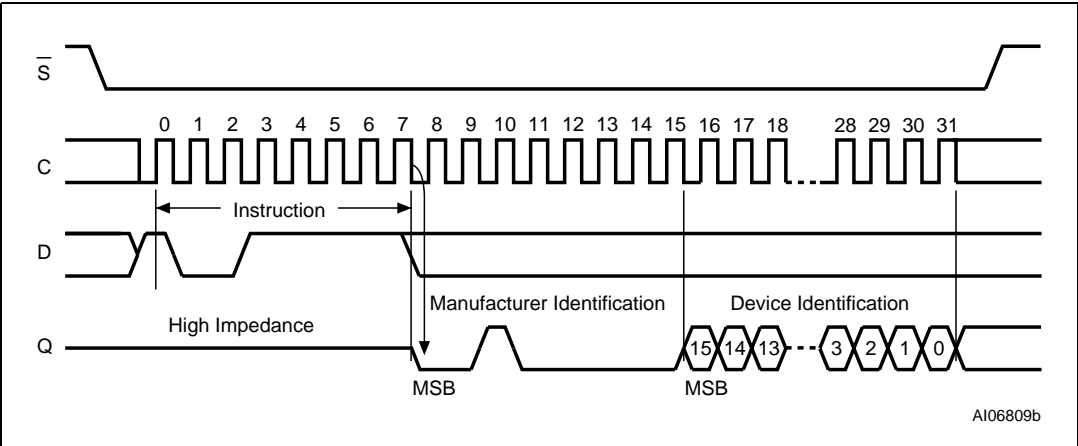 S
0 1 2 3 4 5 6 7 8 9 10 11 12 13 14 15 16 17 18 28 29 30 31
C
Instruction
D
Manufacturer Identification Device Identification
High Impedance
Q 15 14 13 3 2 1 0
MSB MSB
AI06809b